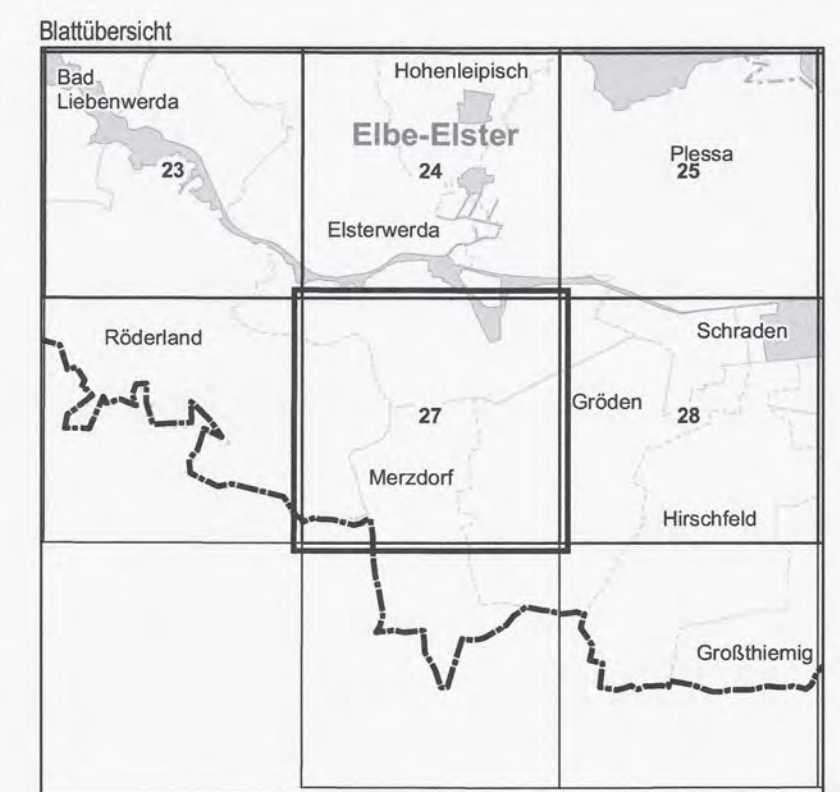 Blattübersicht
Bad
Liebenwerda
Hohenleipisch
Elbe-Elster
23
24
Plessa
25
Elsterwerda
Röderland
Schraden
Gröden
27
28
Merzdorf
Hirschfeld
Großthiemig